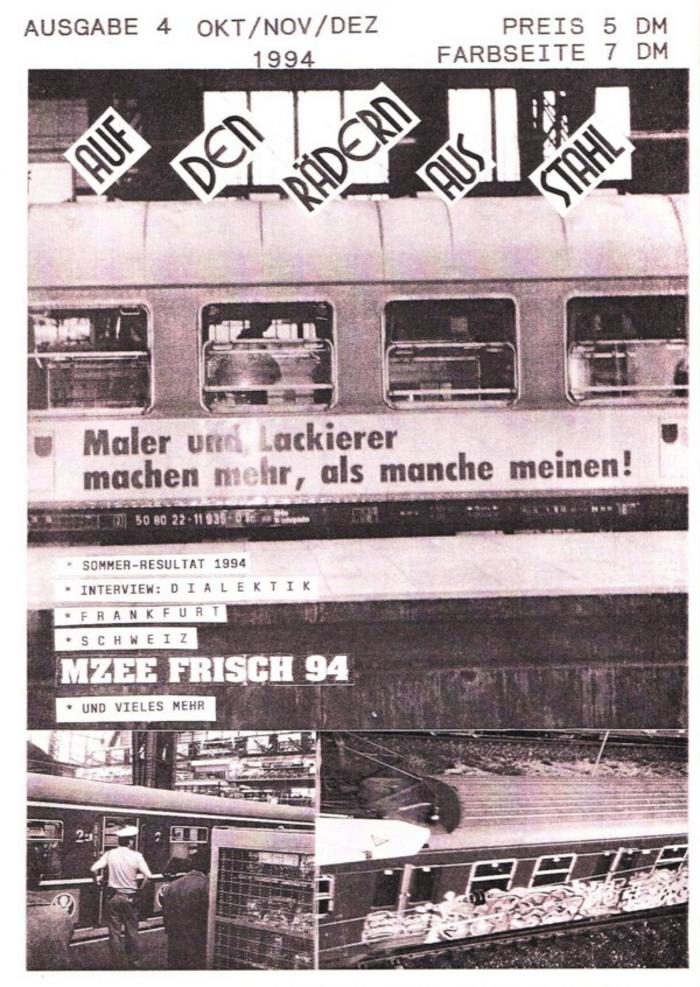 AUSGABE 4 OKT/NOV/DEZ 1994
PREIS 5 DM
FARBSEITE 7 DM
AUF DEN RÄDERN AUS STAHL
Maler und Lackierer
machen mehr, als manche meinen!
50 80 22-11 935-0
* SOMMER-RESULTAT 1994
* INTERVIEW: D I A L E K T I K
* F R A N K F U R T
* S C H W E I Z
MZEE FRISCH 94
* UND VIELES MEHR
2
2